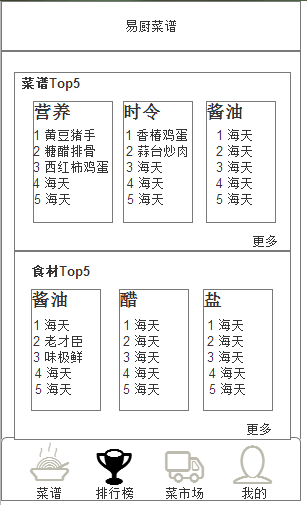 易厨菜谱
菜谱Top5
营养 时令 酱油
1 黄豆猪手 1 香椿鸡蛋 1 海天
2 糖醋排骨 2 蒜台炒肉 2 海天
3 西红柿鸡蛋 3 海天 3 海天
4 海天 4 海天 4 海天
5 海天 5 海天 5 海天
更多
食材Top5
酱油 醋 盐
1 海天 1 海天 1 海天
2 老才臣 2 海天 2 海天
3 味极鲜 3 海天 3 海天
4 海天 4 海天 4 海天
5 海天 5 海天 5 海天
更多
菜谱 排行榜 菜市场 我的